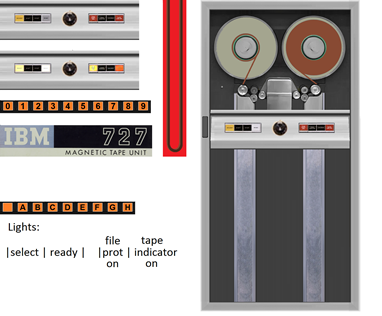 0 1 2 3 4 5 6 7 8 9
IBM 727
MAGNETIC TAPE UNIT
A B C D E F G H
Lights:
file tape
|select | ready | |prot | indicator
on on